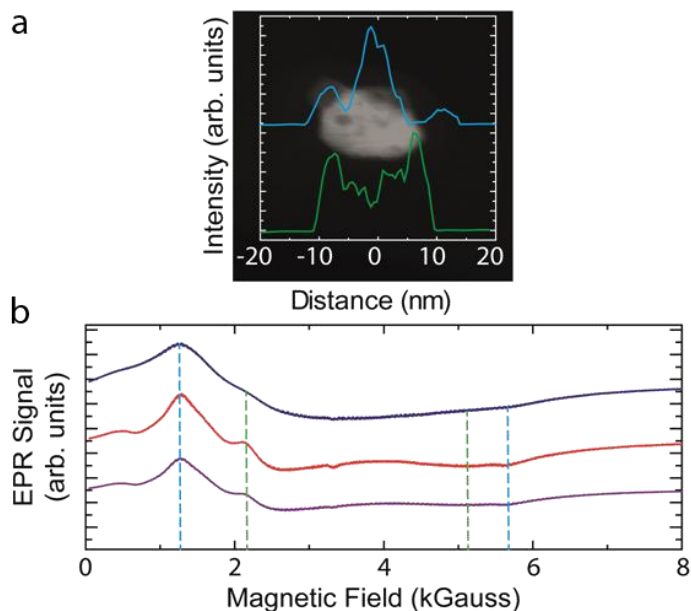 a
Intensity (arb. units)
-20 -10 0 10 20
Distance (nm)
b
EPR Signal
(arb. units)
0 2 4 6 8
Magnetic Field (kGauss)